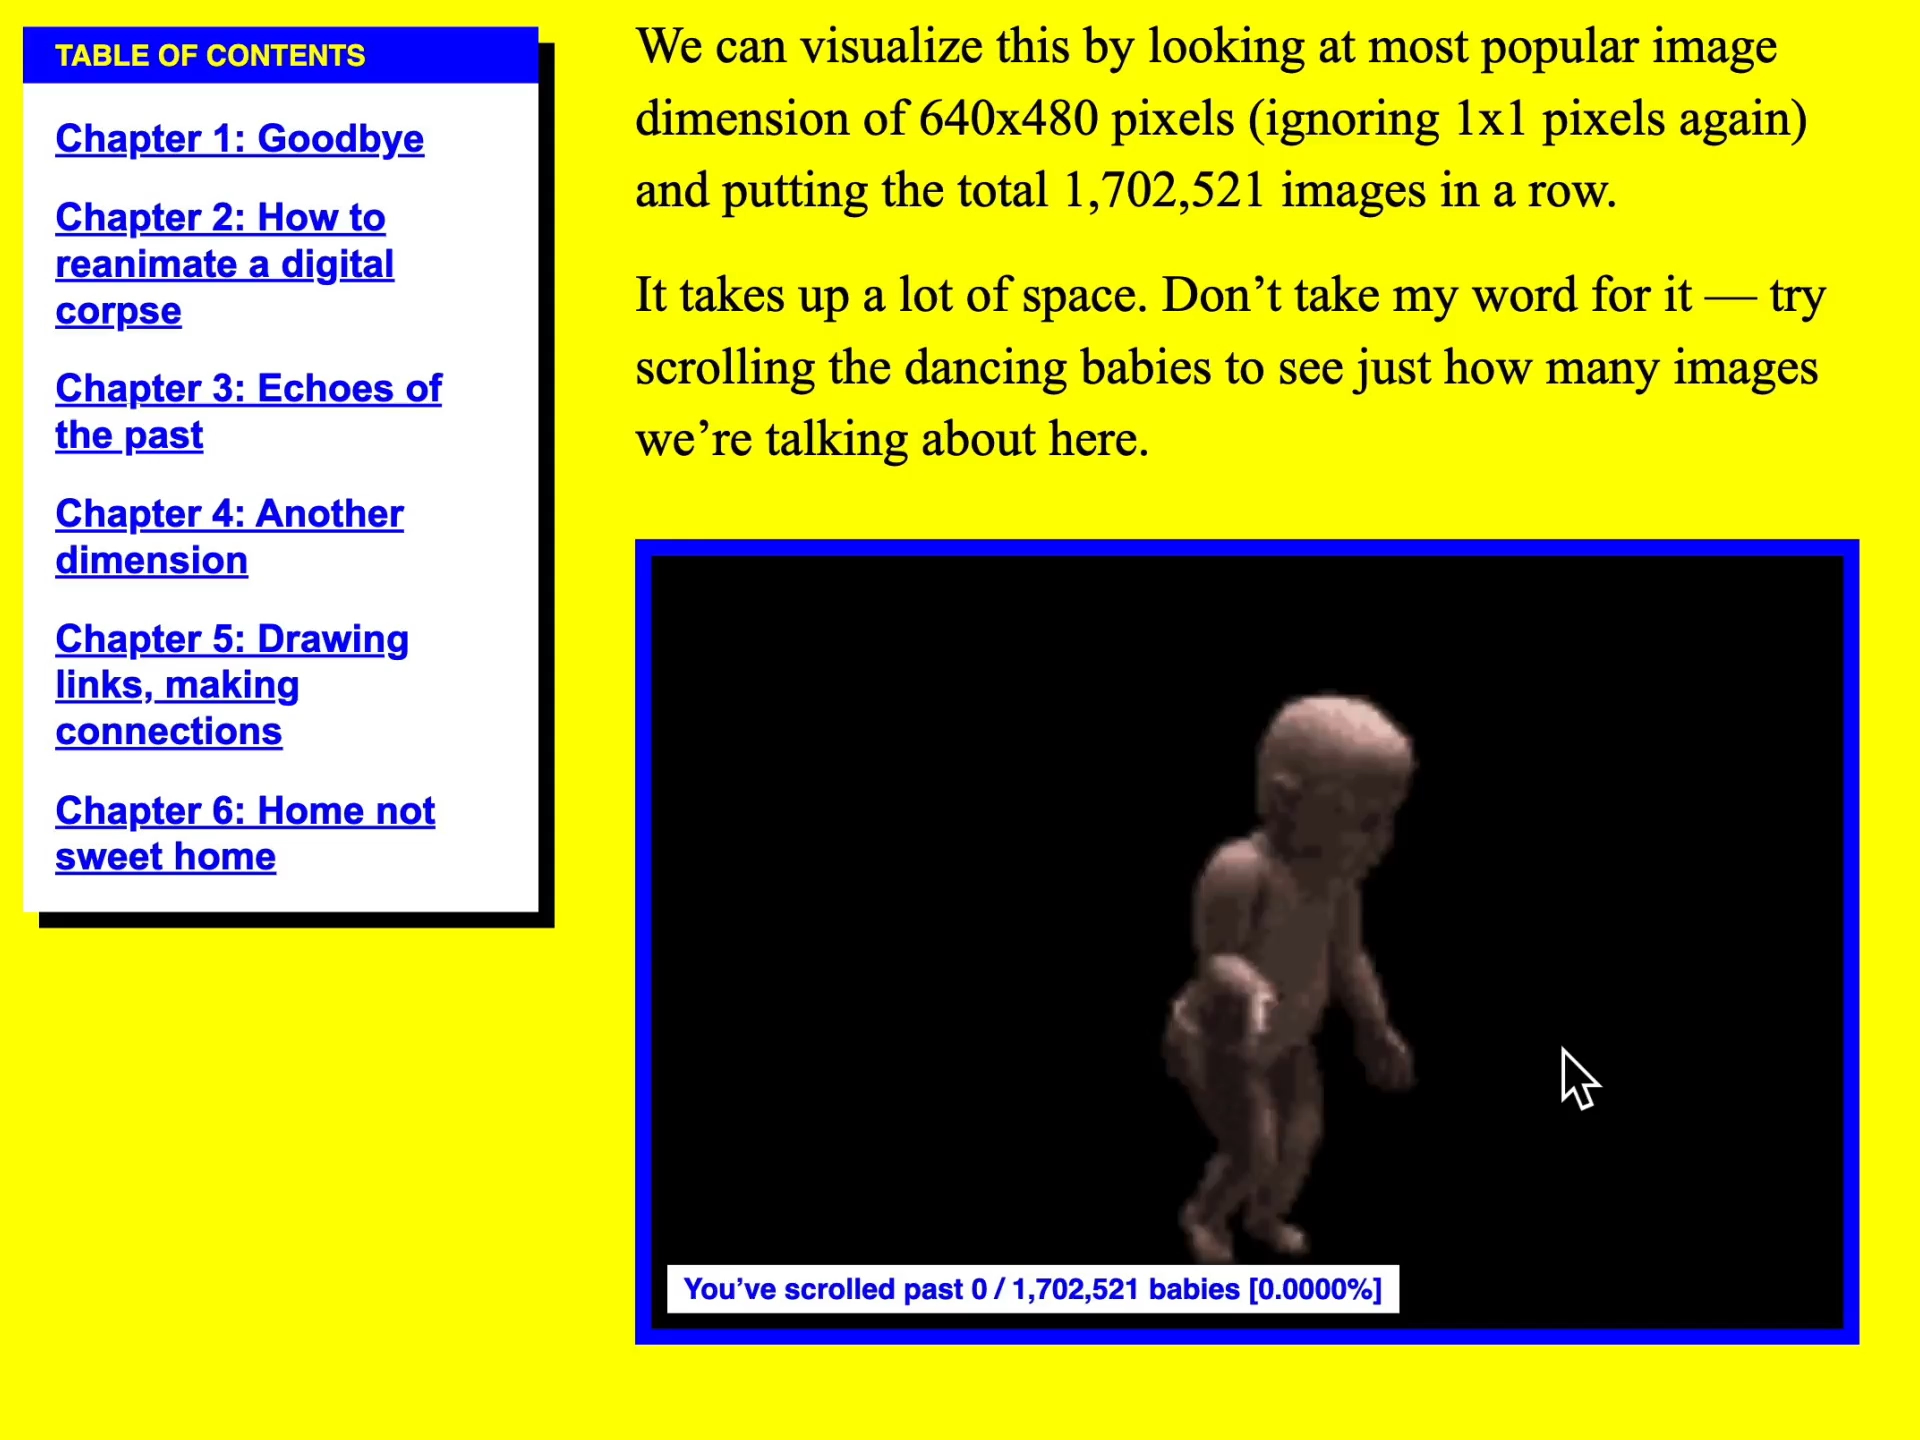 TABLE OF CONTENTS
Chapter 1: Goodbye
Chapter 2: How to
reanimate a digital
corpse
Chapter 3: Echoes of
the past
Chapter 4: Another
dimension
Chapter 5: Drawing
links, making
connections
Chapter 6: Home not
sweet home
We can visualize this by looking at most popular image
dimension of 640x480 pixels (ignoring 1x1 pixels again)
and putting the total 1,702,521 images in a row.
It takes up a lot of space. Don’t take my word for it — try
scrolling the dancing babies to see just how many images
we’re talking about here.
You’ve scrolled past 0 / 1,702,521 babies [0.0000%]